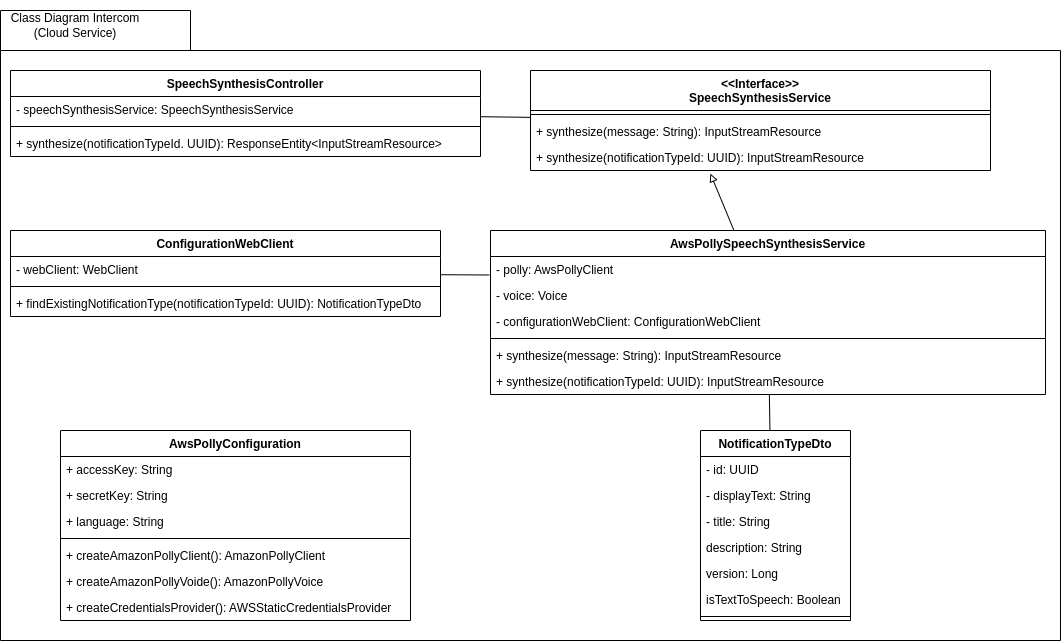 Class Diagram Intercom
(Cloud Service)
SpeechSynthesisController
- speechSynthesisService: SpeechSynthesisService
+ synthesize(notificationTypeId. UUID): ResponseEntity<InputStreamResource>
<<Interface>>
SpeechSynthesisService
+ synthesize(message: String): InputStreamResource
+ synthesize(notificationTypeId: UUID): InputStreamResource
ConfigurationWebClient
- webClient: WebClient
+ findExistingNotificationType(notificationTypeId: UUID): NotificationTypeDto
AwsPollySpeechSynthesisService
- polly: AwsPollyClient
- voice: Voice
- configurationWebClient: ConfigurationWebClient
+ synthesize(message: String): InputStreamResource
+ synthesize(notificationTypeId: UUID): InputStreamResource
AwsPollyConfiguration
+ accessKey: String
+ secretKey: String
+ language: String
+ createAmazonPollyClient(): AmazonPollyClient
+ createAmazonPollyVoide(): AmazonPollyVoice
+ createCredentialsProvider(): AWSStaticCredentialsProvider
NotificationTypeDto
- id: UUID
- displayText: String
- title: String
description: String
version: Long
isTextToSpeech: Boolean